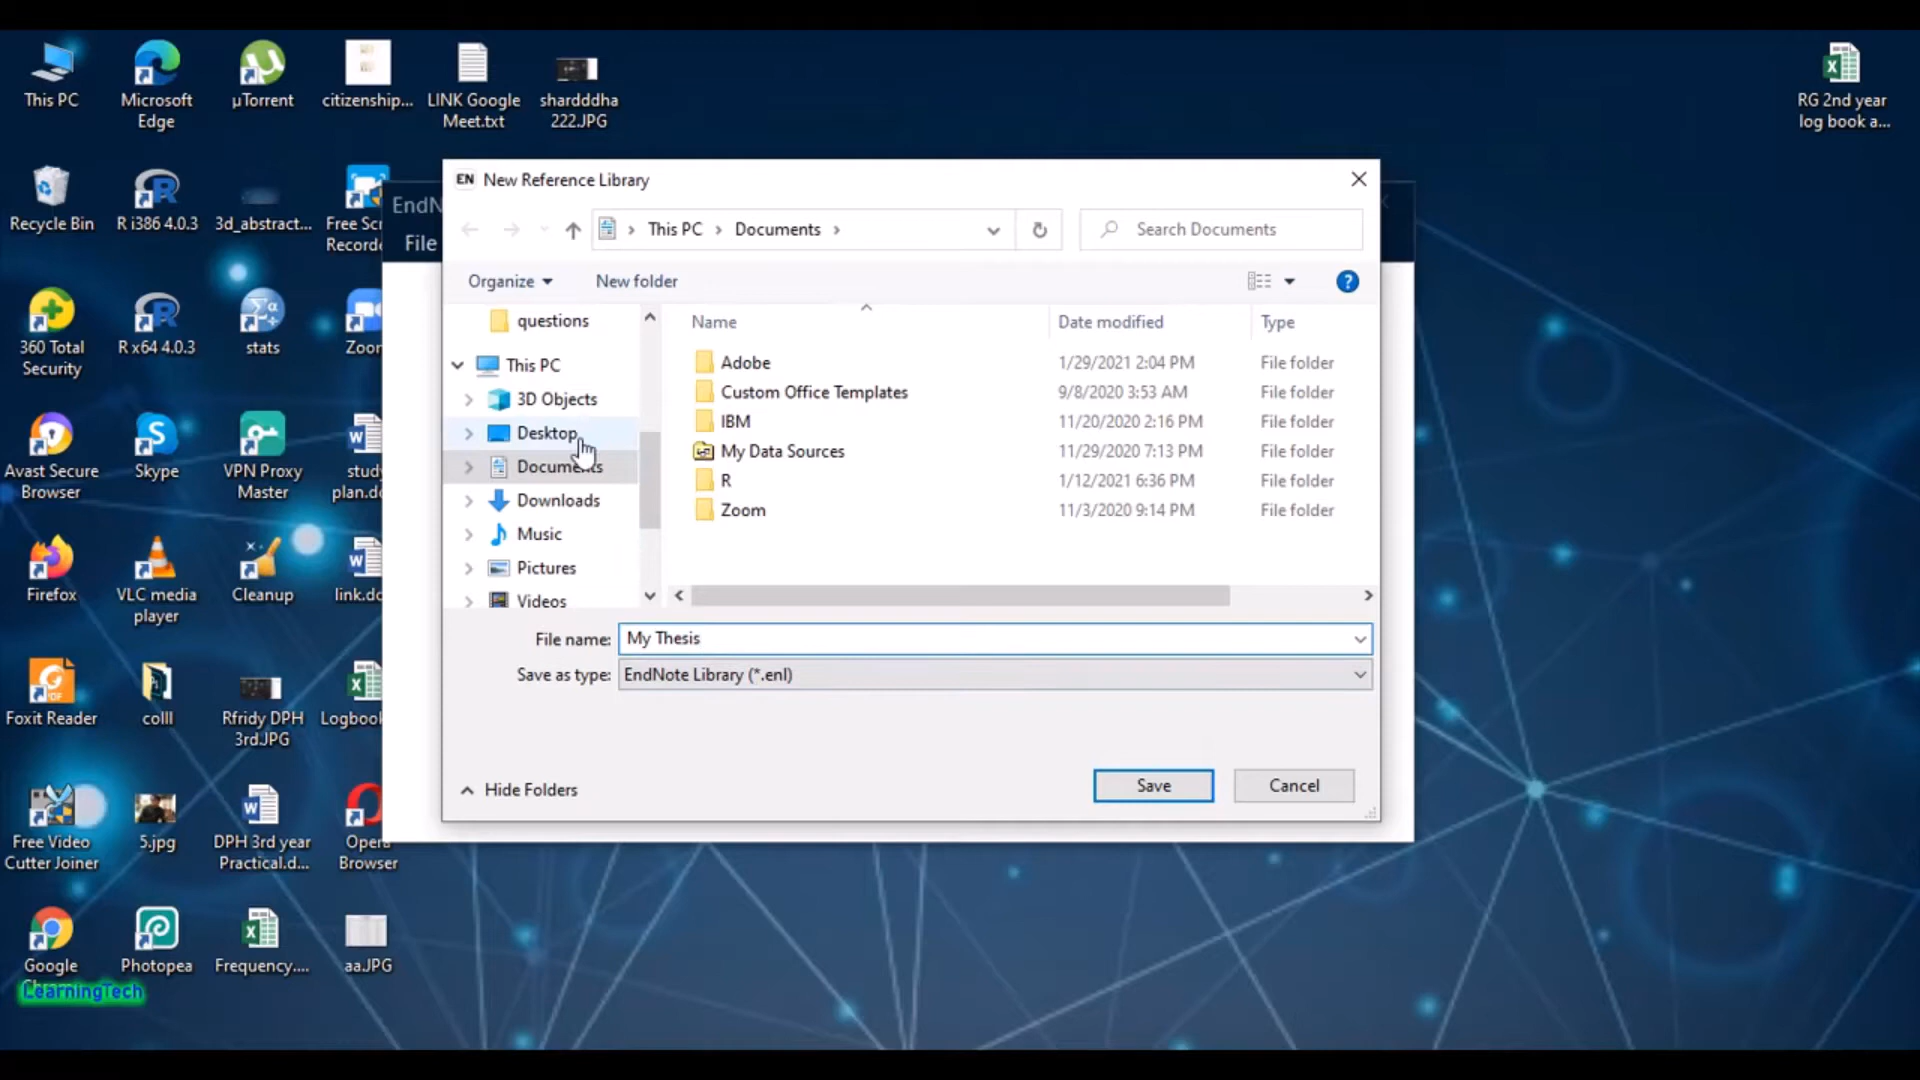 This PC
Microsoft
Edge
µTorrent
citizenship...
LINK Google
Meet.txt
shardddha
222.JPG
RG 2nd year
log book a...
Recycle Bin
R i386 4.0.3
3d_abstract...
Free Scr
Recorde
360 Total
Security
R x64 4.0.3
stats
Zoom
Avast Secure
Browser
Skype
VPN Proxy
Master
study
plan.do
Firefox
VLC media
player
Cleanup
link.do
Foxit Reader
colll
Rfridy DPH
3rd.JPG
Logbook
Free Video
Cutter Joiner
5.jpg
DPH 3rd year
Practical.d...
Opera
Browser
Google
Photopea
Frequency....
aa.JPG
LearningTech
EndN
File
EN New Reference Library
This PC > Documents >
Search Documents
Organize
New folder
questions
This PC
3D Objects
Desktop
Documents
Downloads
Music
Pictures
Videos
Name Date modified Type
Adobe 1/29/2021 2:04 PM File folder
Custom Office Templates 9/8/2020 3:53 AM File folder
IBM 11/20/2020 2:16 PM File folder
My Data Sources 11/29/2020 7:13 PM File folder
R 1/12/2021 6:36 PM File folder
Zoom 11/3/2020 9:14 PM File folder
File name: My Thesis
Save as type: EndNote Library (*.enl)
Hide Folders
Save
Cancel